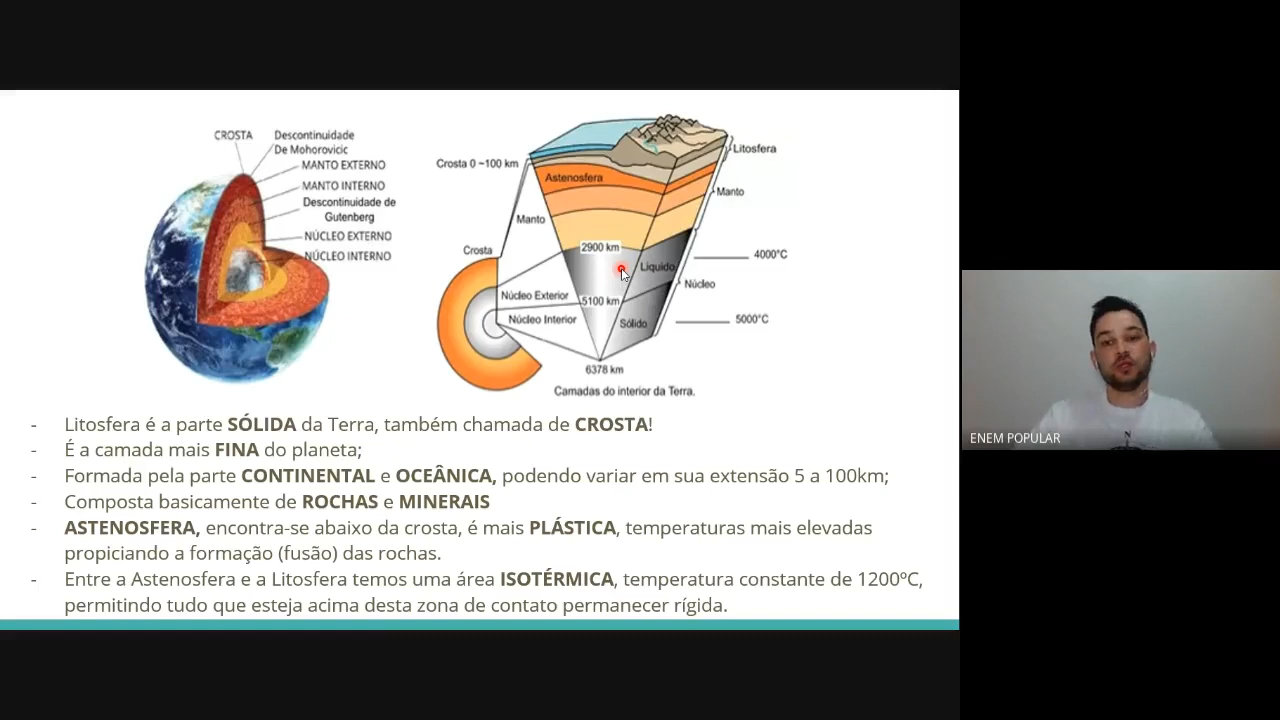 CROSTA
Descontinuidade
De Mohorovicic
MANTO EXTERNO
MANTO INTERNO
Descontinuidade de
Gutenberg
NÚCLEO EXTERNO
NÚCLEO INTERNO
Crosta 0 ~100 km
Litosfera
Astenosfera
Manto
Manto
Crosta
2900 km
4000°C
Líquido
Núcleo
Núcleo Exterior
5100 km
Núcleo Interior
Sólido
5000°C
6378 km
Camadas do interior da Terra.
- Litosfera é a parte SÓLIDA da Terra, também chamada de CROSTA!
- É a camada mais FINA do planeta;
- Formada pela parte CONTINENTAL e OCEÂNICA, podendo variar em sua extensão 5 a 100km;
- Composta basicamente de ROCHAS e MINERAIS
- ASTENOSFERA, encontra-se abaixo da crosta, é mais PLÁSTICA, temperaturas mais elevadas
propiciando a formação (fusão) das rochas.
- Entre a Astenosfera e a Litosfera temos uma área ISOTÉRMICA, temperatura constante de 1200ºC,
permitindo tudo que esteja acima desta zona de contato permanecer rígida.
ENEM POPULAR